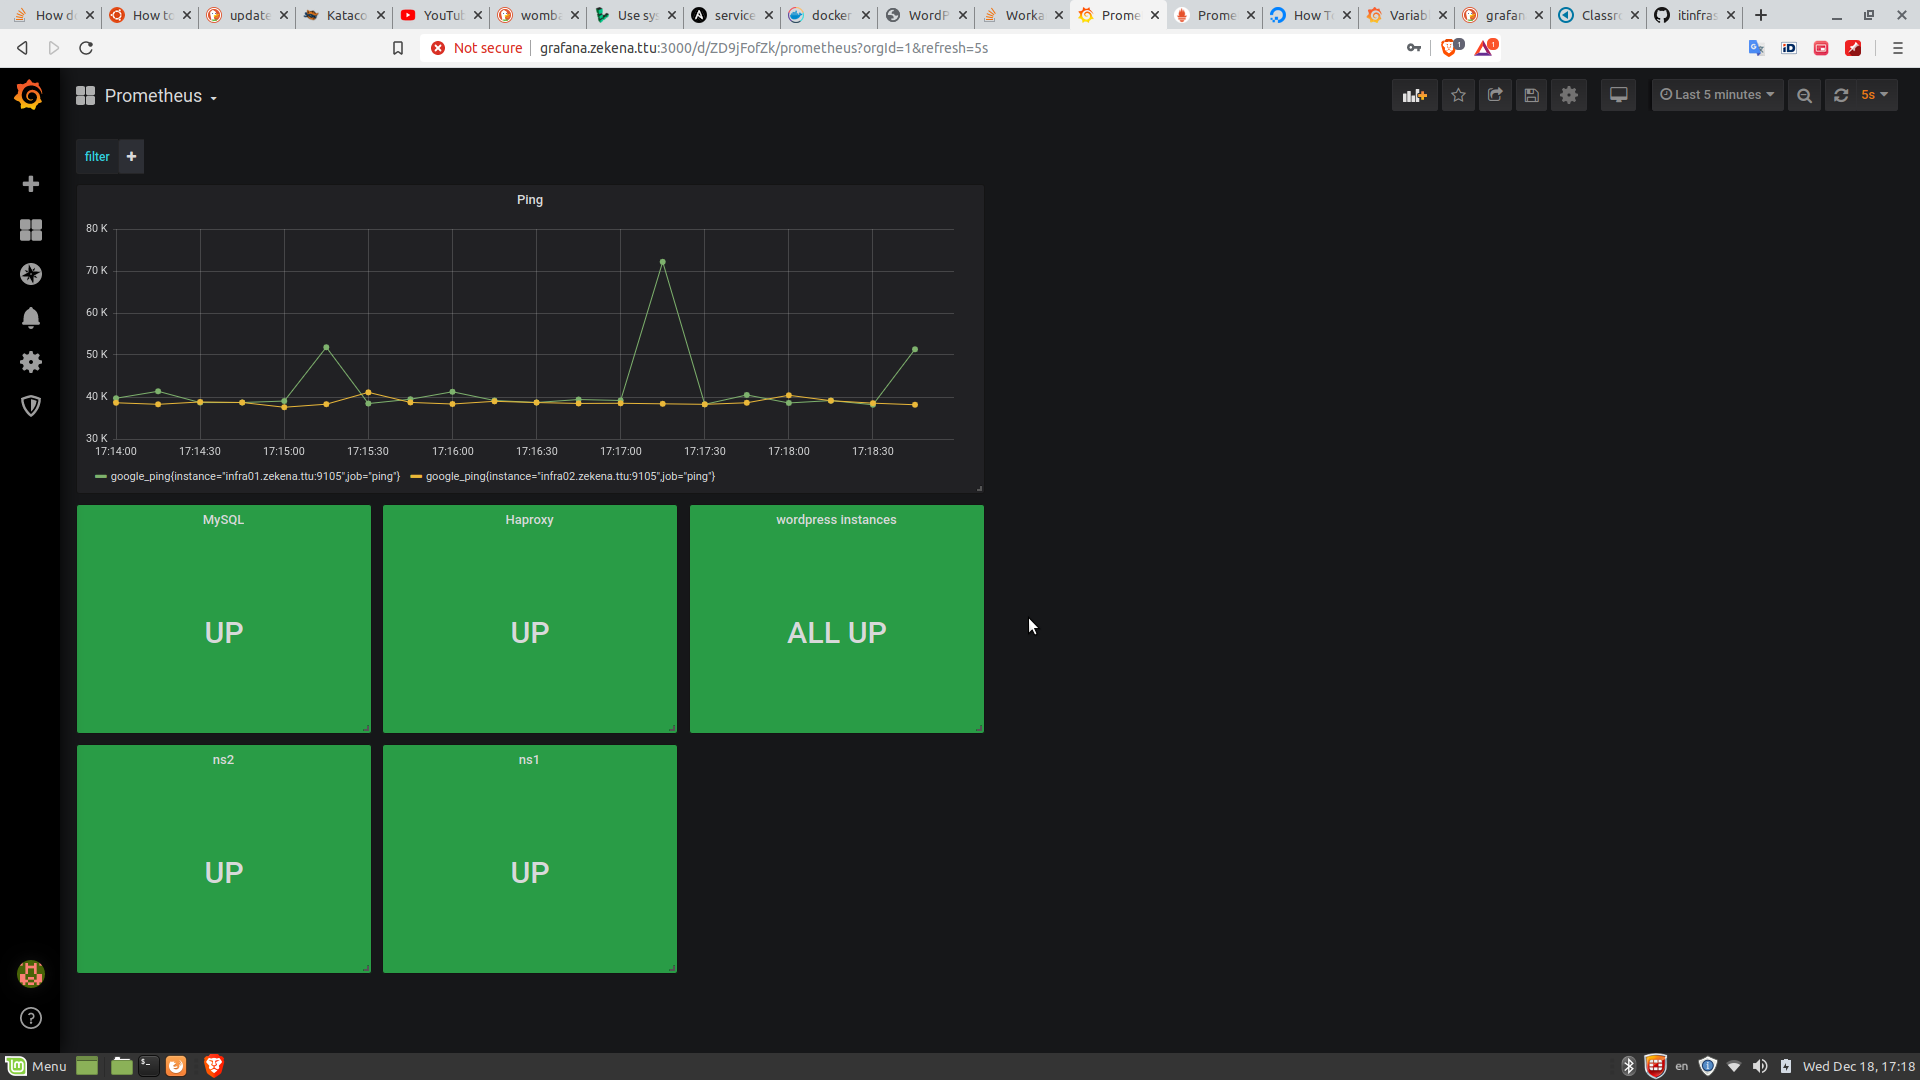 How d How to update Kataco YouTu womb Use sy service docker WordP Worka Prome Prome How T Variab grafan Classr itinfras
Not secure grafana.zekena.ttu:3000/d/ZD9jFofZk/prometheus?orgId=1&refresh=5s 1 1
Prometheus
Last 5 minutes 5s
filter
Ping
80 K
70 K
60 K
50 K
40 K
30 K
17:14:00 17:14:30 17:15:00 17:15:30 17:16:00 17:16:30 17:17:00 17:17:30 17:18:00 17:18:30
google_ping{instance="infra01.zekena.ttu:9105",job="ping"} google_ping{instance="infra02.zekena.ttu:9105",job="ping"}
MySQL Haproxy wordpress instances
UP UP ALL UP
ns2 ns1
UP UP
Menu en Wed Dec 18, 17:18